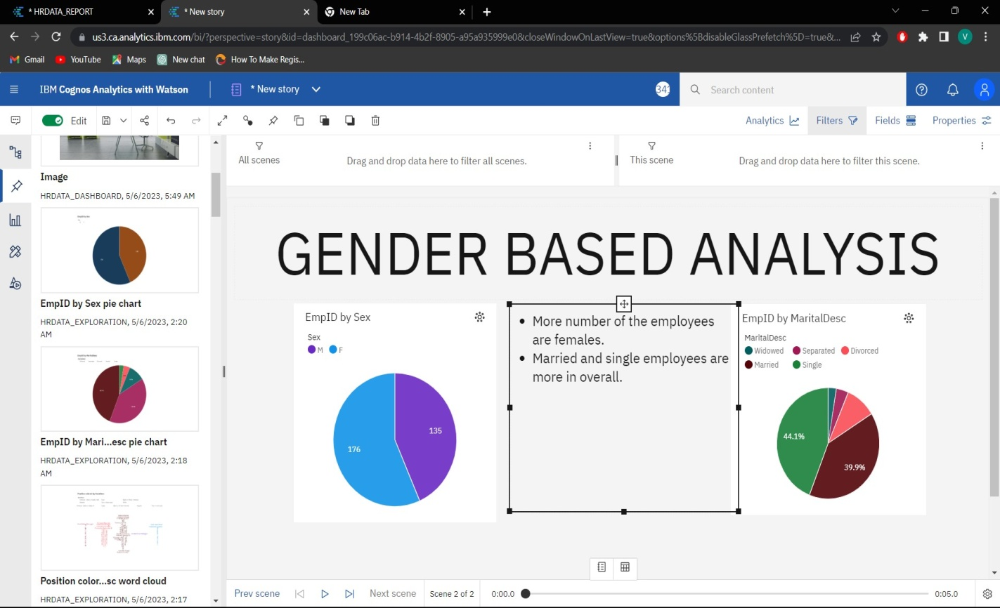 * HRDATA_REPORT
* New story
New Tab
us3.ca.analytics.ibm.com/bi/?perspective=story&id=dashboard_199c06ac-b914-4b2f-8905-a95a935999e0&closeWindowOnLastView=true&options%5BdisableGlassPrefetch%5D=true&...
V
Gmail
YouTube
Maps
New chat
How To Make Regis...
IBM Cognos Analytics with Watson
* New story
341
Search content
Edit
Analytics
Filters
Fields
Properties
All scenes
Drag and drop data here to filter all scenes.
This scene
Drag and drop data here to filter this scene.
Image
HRDATA_DASHBOARD, 5/6/2023, 5:49 AM
EmpID by Sex pie chart
HRDATA_EXPLORATION, 5/6/2023, 2:20
AM
EmpID by Mari...esc pie chart
HRDATA_EXPLORATION, 5/6/2023, 2:18
AM
Position color...sc word cloud
HRDATA_EXPLORATION, 5/6/2023, 2:17
GENDER BASED ANALYSIS
EmpID by Sex
Sex
M F
135
176
• More number of the employees
are females.
• Married and single employees are
more in overall.
EmpID by MaritalDesc
MaritalDesc
Widowed Separated Divorced
Married Single
44.1%
39.9%
Prev scene
Next scene
Scene 2 of 2
0:00.0
0:05.0